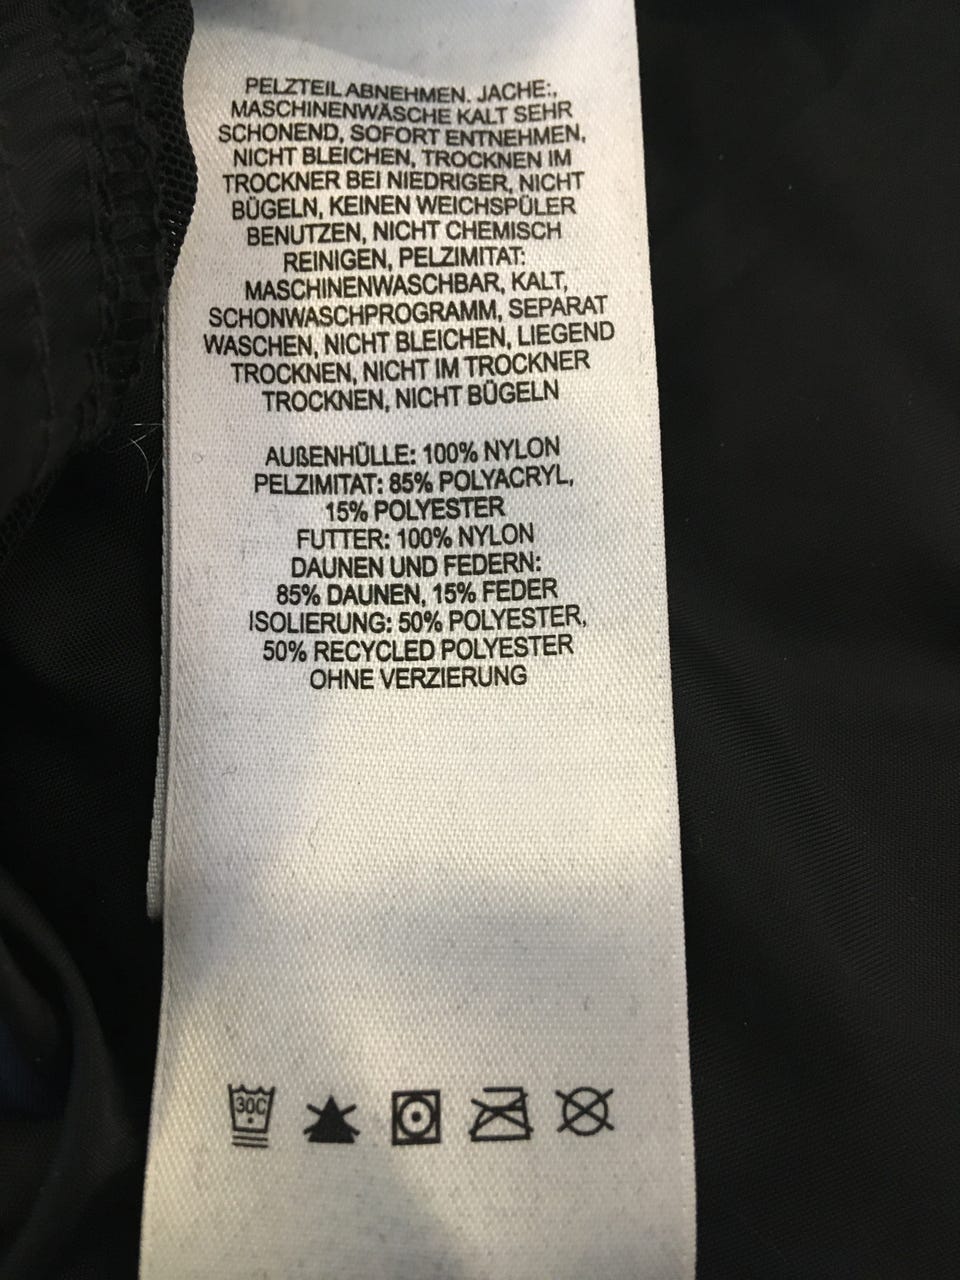 PELZTEIL ABNEHMEN. JACHE:,
MASCHINENWÄSCHE KALT SEHR
SCHONEND, SOFORT ENTNEHMEN,
NICHT BLEICHEN, TROCKNEN IM
TROCKNER BEI NIEDRIGER, NICHT
BÜGELN, KEINEN WEICHSPÜLER
BENUTZEN, NICHT CHEMISCH
REINIGEN, PELZIMITAT:
MASCHINENWASCHBAR, KALT,
SCHONWASCHPROGRAMM, SEPARAT
WASCHEN, NICHT BLEICHEN, LIEGEND
TROCKNEN, NICHT IM TROCKNER
TROCKNEN, NICHT BÜGELN
AUßENHÜLLE: 100% NYLON
PELZIMITAT: 85% POLYACRYL,
15% POLYESTER
FUTTER: 100% NYLON
DAUNEN UND FEDERN:
85% DAUNEN, 15% FEDER
ISOLIERUNG: 50% POLYESTER,
50% RECYCLED POLYESTER
OHNE VERZIERUNG
30C